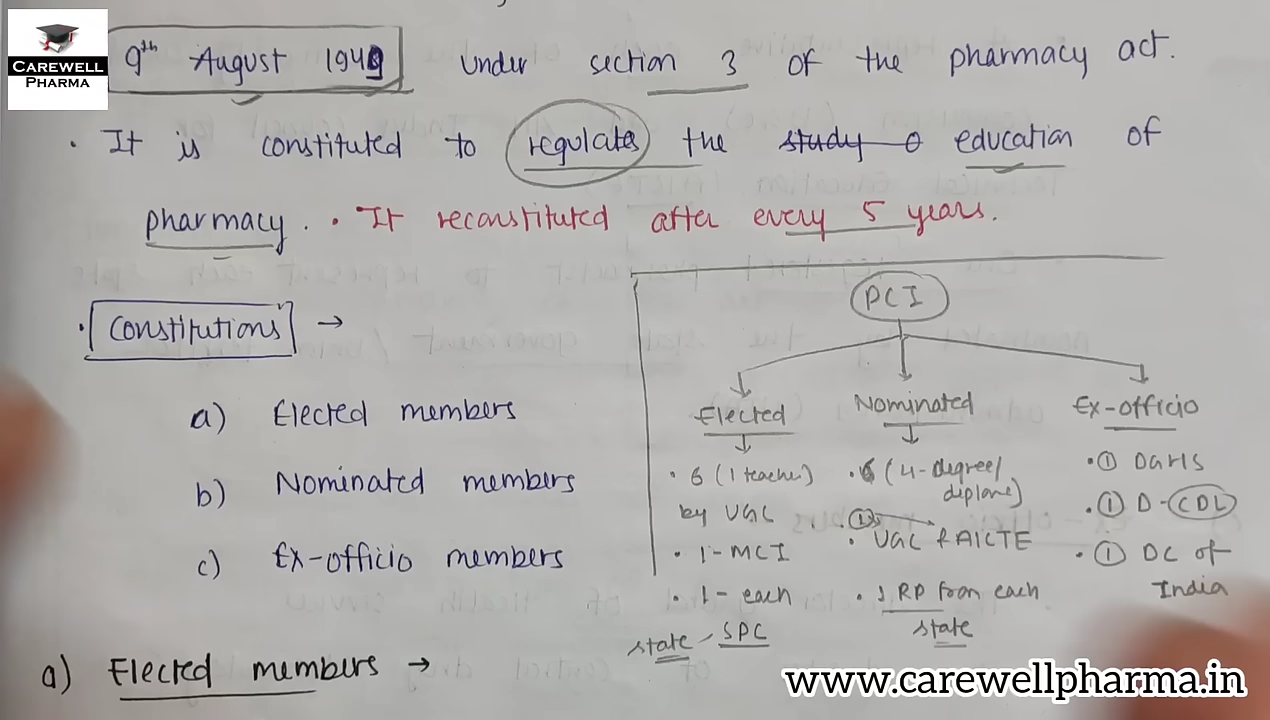 CAREWELL
PHARMA
9th August 1949 under section 3 of the pharmacy act.
• It is constituted to regulates the study o education of
pharmacy. • It reconstituted after every 5 years.
• Constitutions →
a) Elected members
b) Nominated members
c) Ex-officio members
PCI
Elected
• 6 (1 teacher)
by UGC
• 1-MCI
• 1- each
state - SPC
Nominated
• 6 (4-degree/
diploma)
• UGC & AICTE
• 1 RP from each
state
Ex-officio
• ① DGHS
• ① D-CDL
• ① DC of
India
a) Elected members →
www.carewellpharma.in